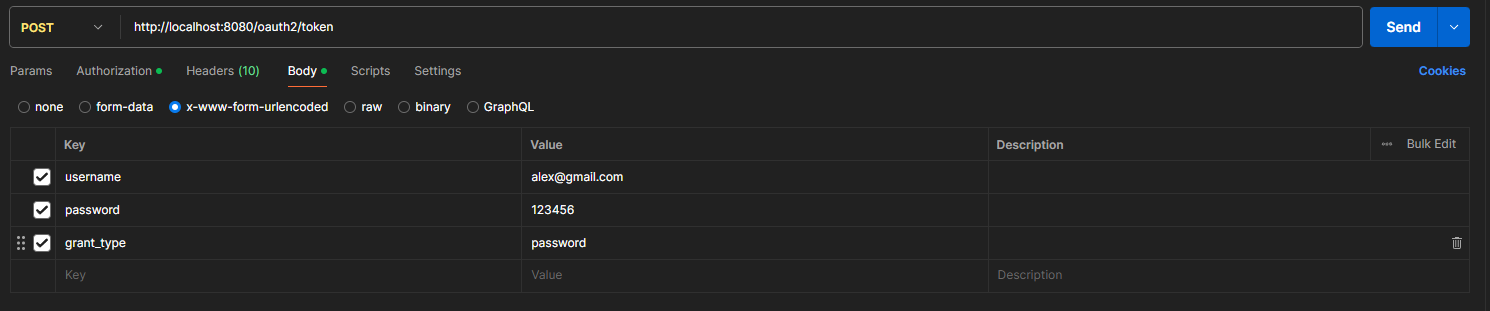 POST http://localhost:8080/oauth2/token Send
Params Authorization Headers (10) Body Scripts Settings Cookies
none form-data x-www-form-urlencoded raw binary GraphQL
Key Value Description Bulk Edit
username alex@gmail.com
password 123456
grant_type password
Key Value Description